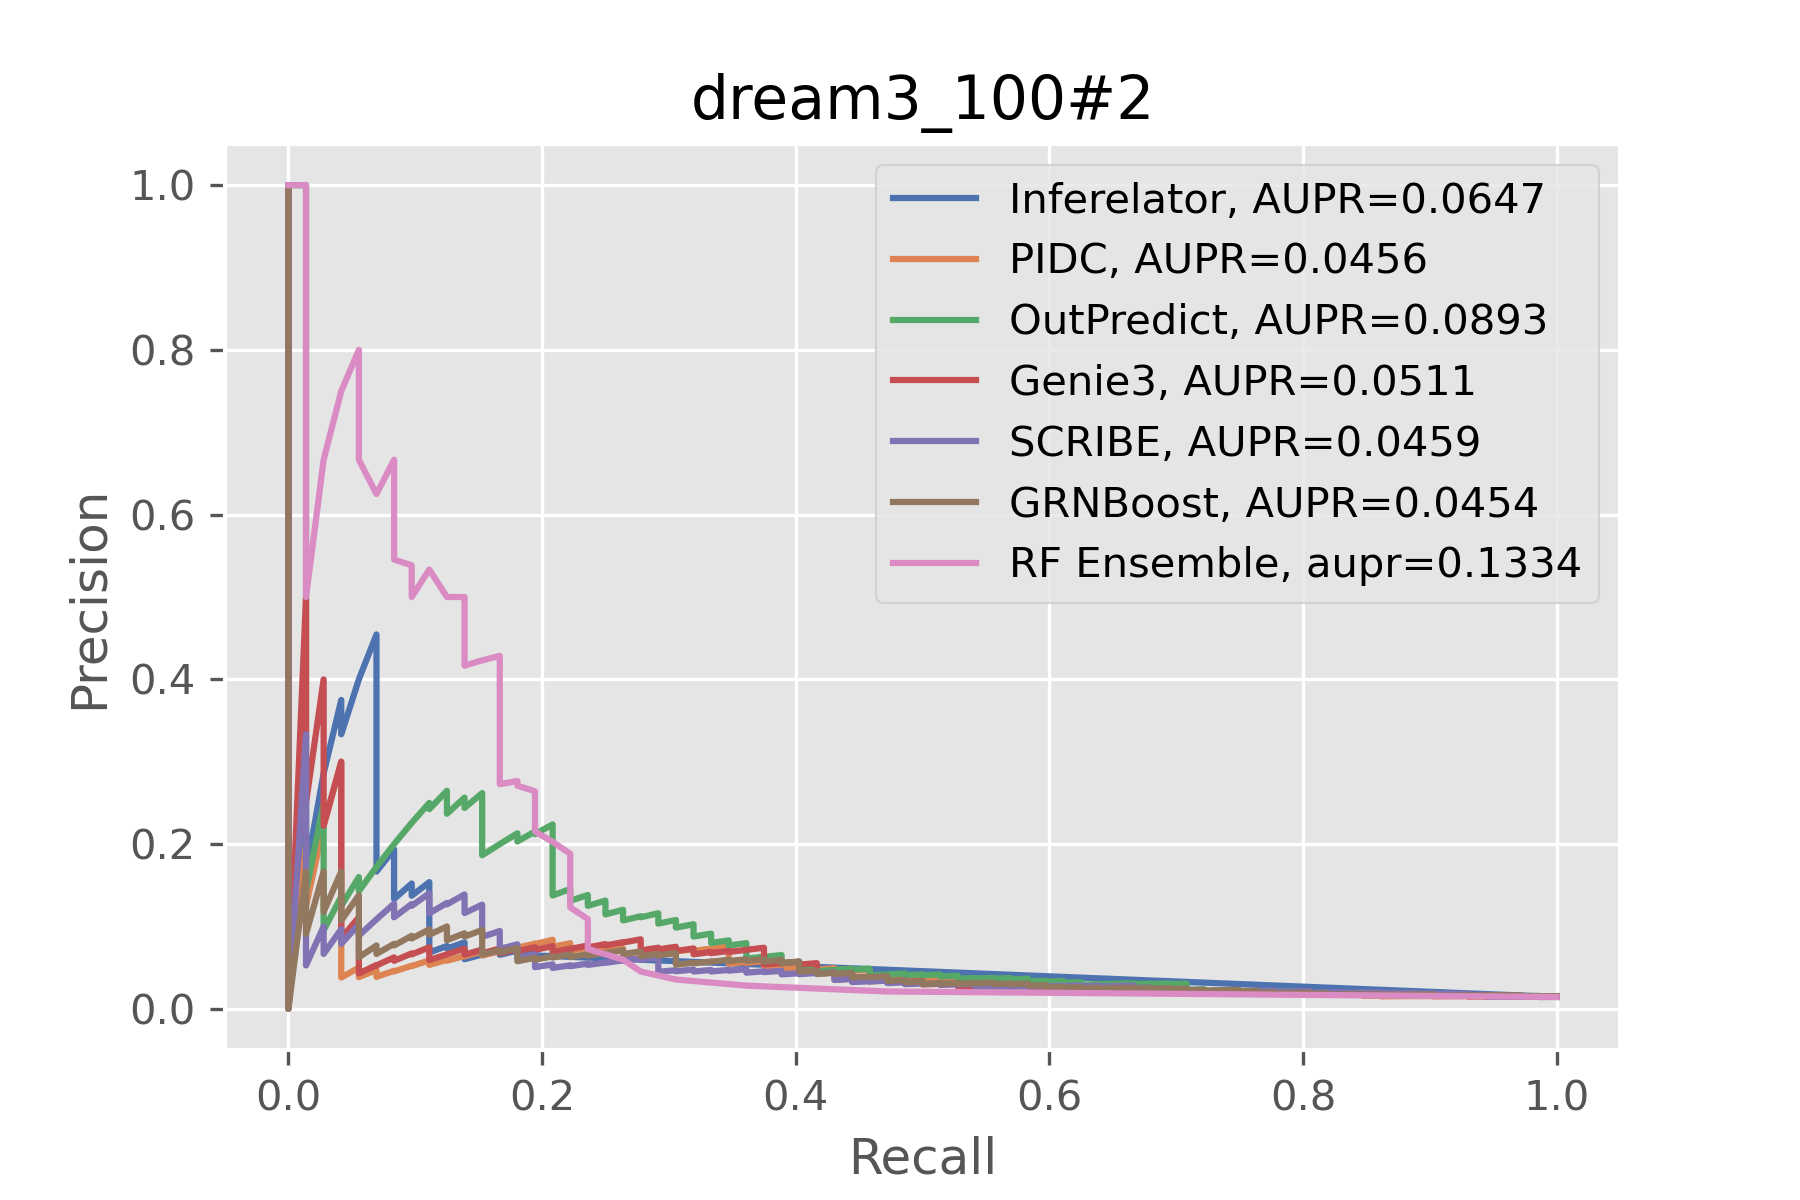 dream3_100#2
Inferelator, AUPR=0.0647
PIDC, AUPR=0.0456
OutPredict, AUPR=0.0893
Genie3, AUPR=0.0511
SCRIBE, AUPR=0.0459
GRNBoost, AUPR=0.0454
RF Ensemble, aupr=0.1334
Precision
1.0
0.8
0.6
0.4
0.2
0.0
0.0 0.2 0.4 0.6 0.8 1.0
Recall